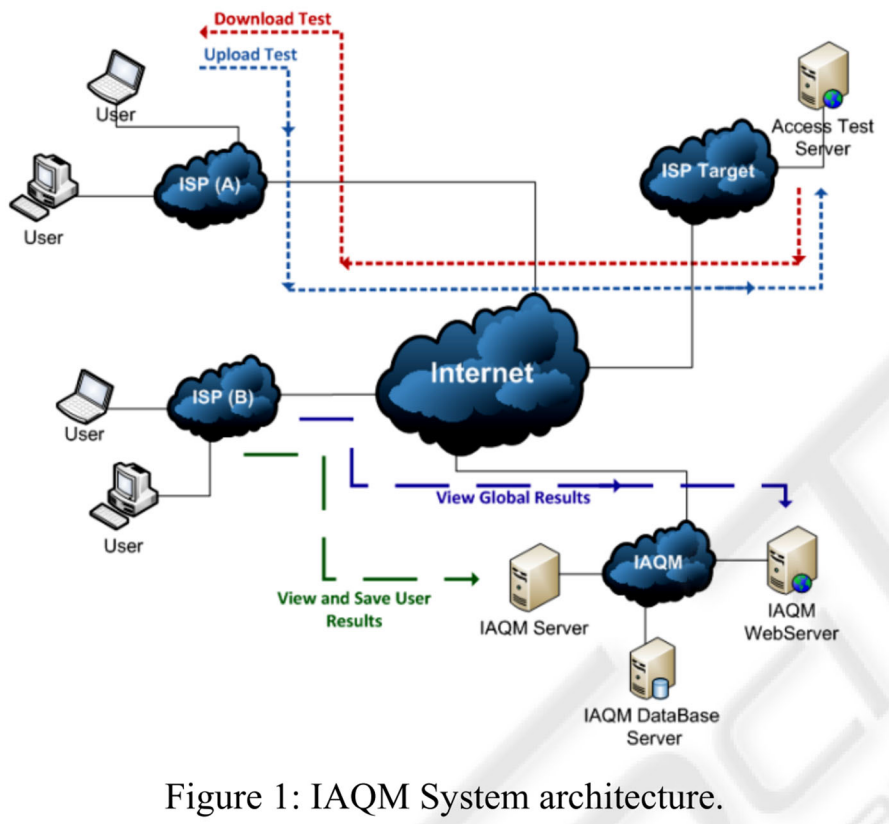 Download Test
Upload Test
User
Access Test
Server
ISP (A)
ISP Target
User
Internet
ISP (B)
User
View Global Results
User
IAQM
View and Save User
Results
IAQM Server
IAQM
WebServer
IAQM DataBase
Server
Figure 1: IAQM System architecture.